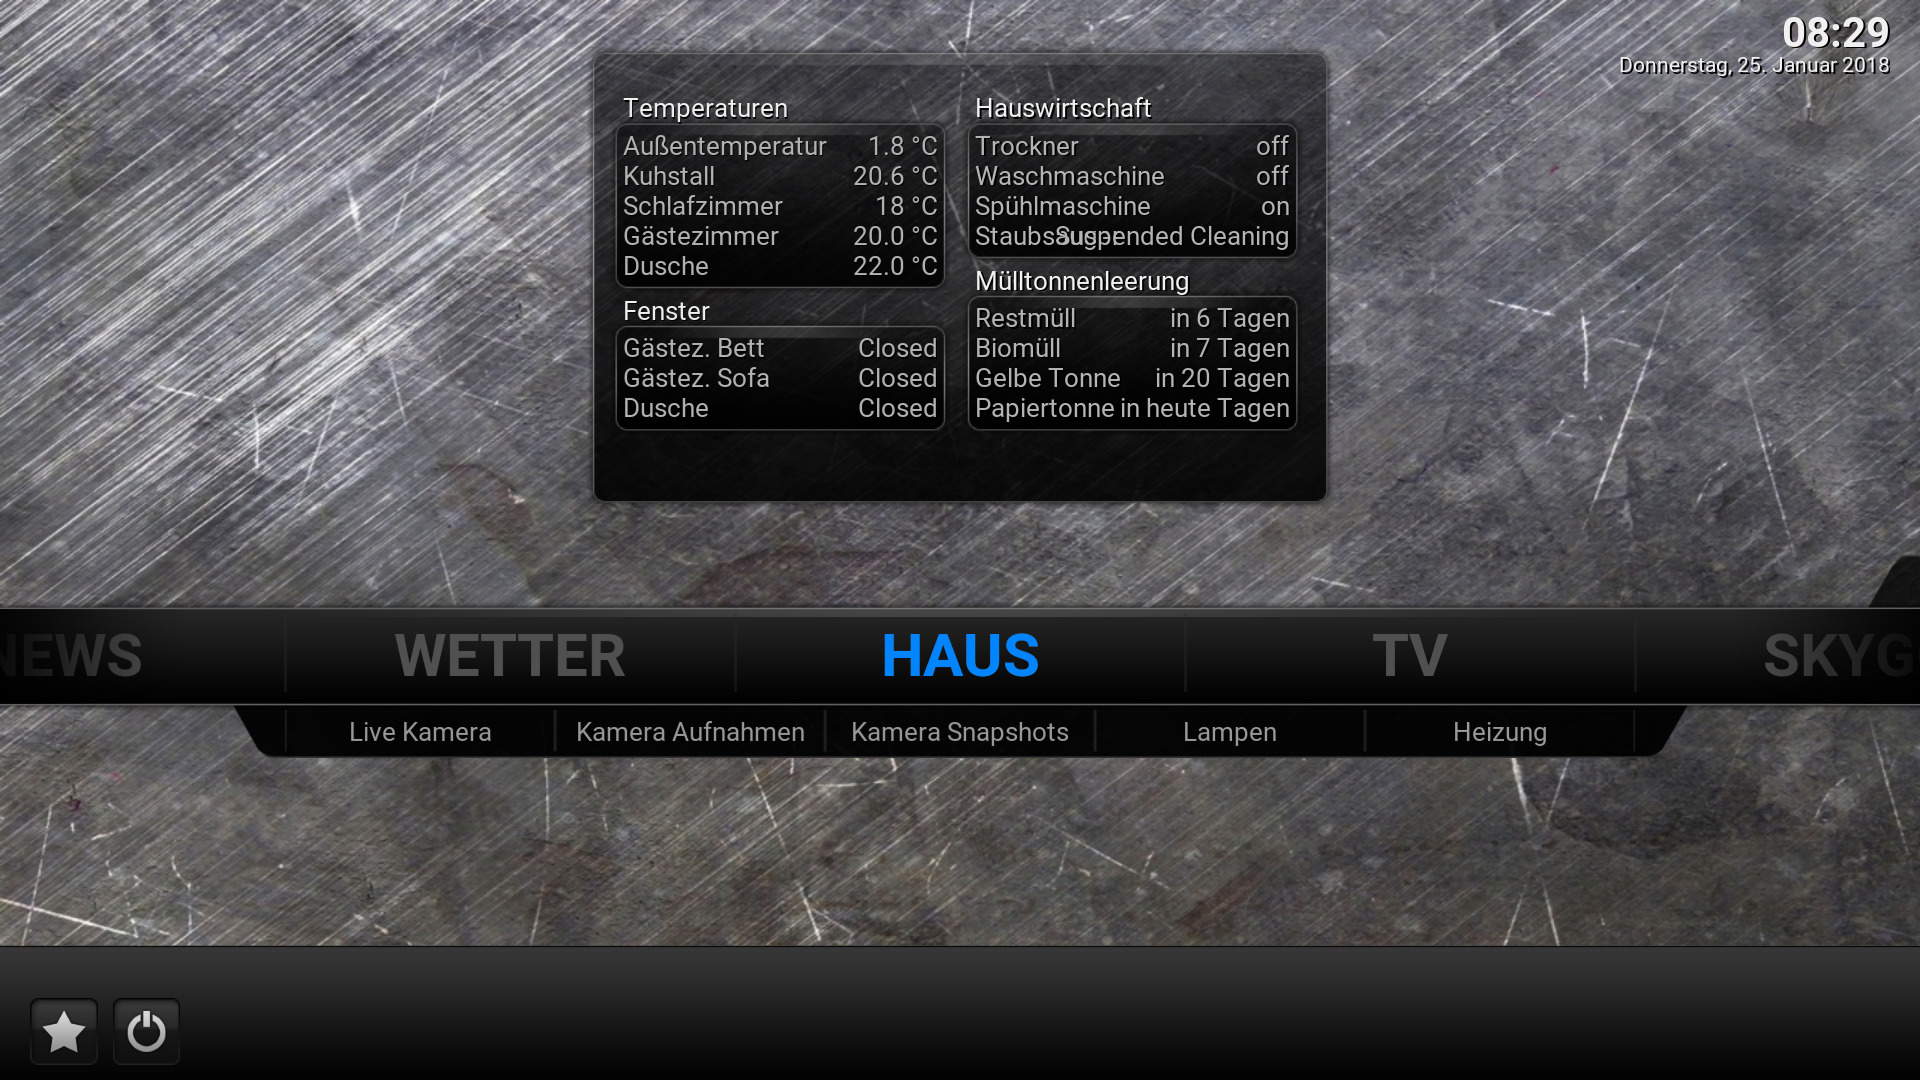 08:29
Donnerstag, 25. Januar 2018
Temperaturen
Außentemperatur 1.8 °C
Kuhstall 20.6 °C
Schlafzimmer 18 °C
Gästezimmer 20.0 °C
Dusche 22.0 °C
Fenster
Gästez. Bett Closed
Gästez. Sofa Closed
Dusche Closed
Hauswirtschaft
Trockner off
Waschmaschine off
Spühlmaschine on
Suspended Cleaning
Mülltonnenleerung
Restmüll in 6 Tagen
Biomüll in 7 Tagen
Gelbe Tonne in 20 Tagen
Papiertonne in heute Tagen
NEWS WETTER HAUS TV SKYG
Live Kamera Kamera Aufnahmen Kamera Snapshots Lampen Heizung